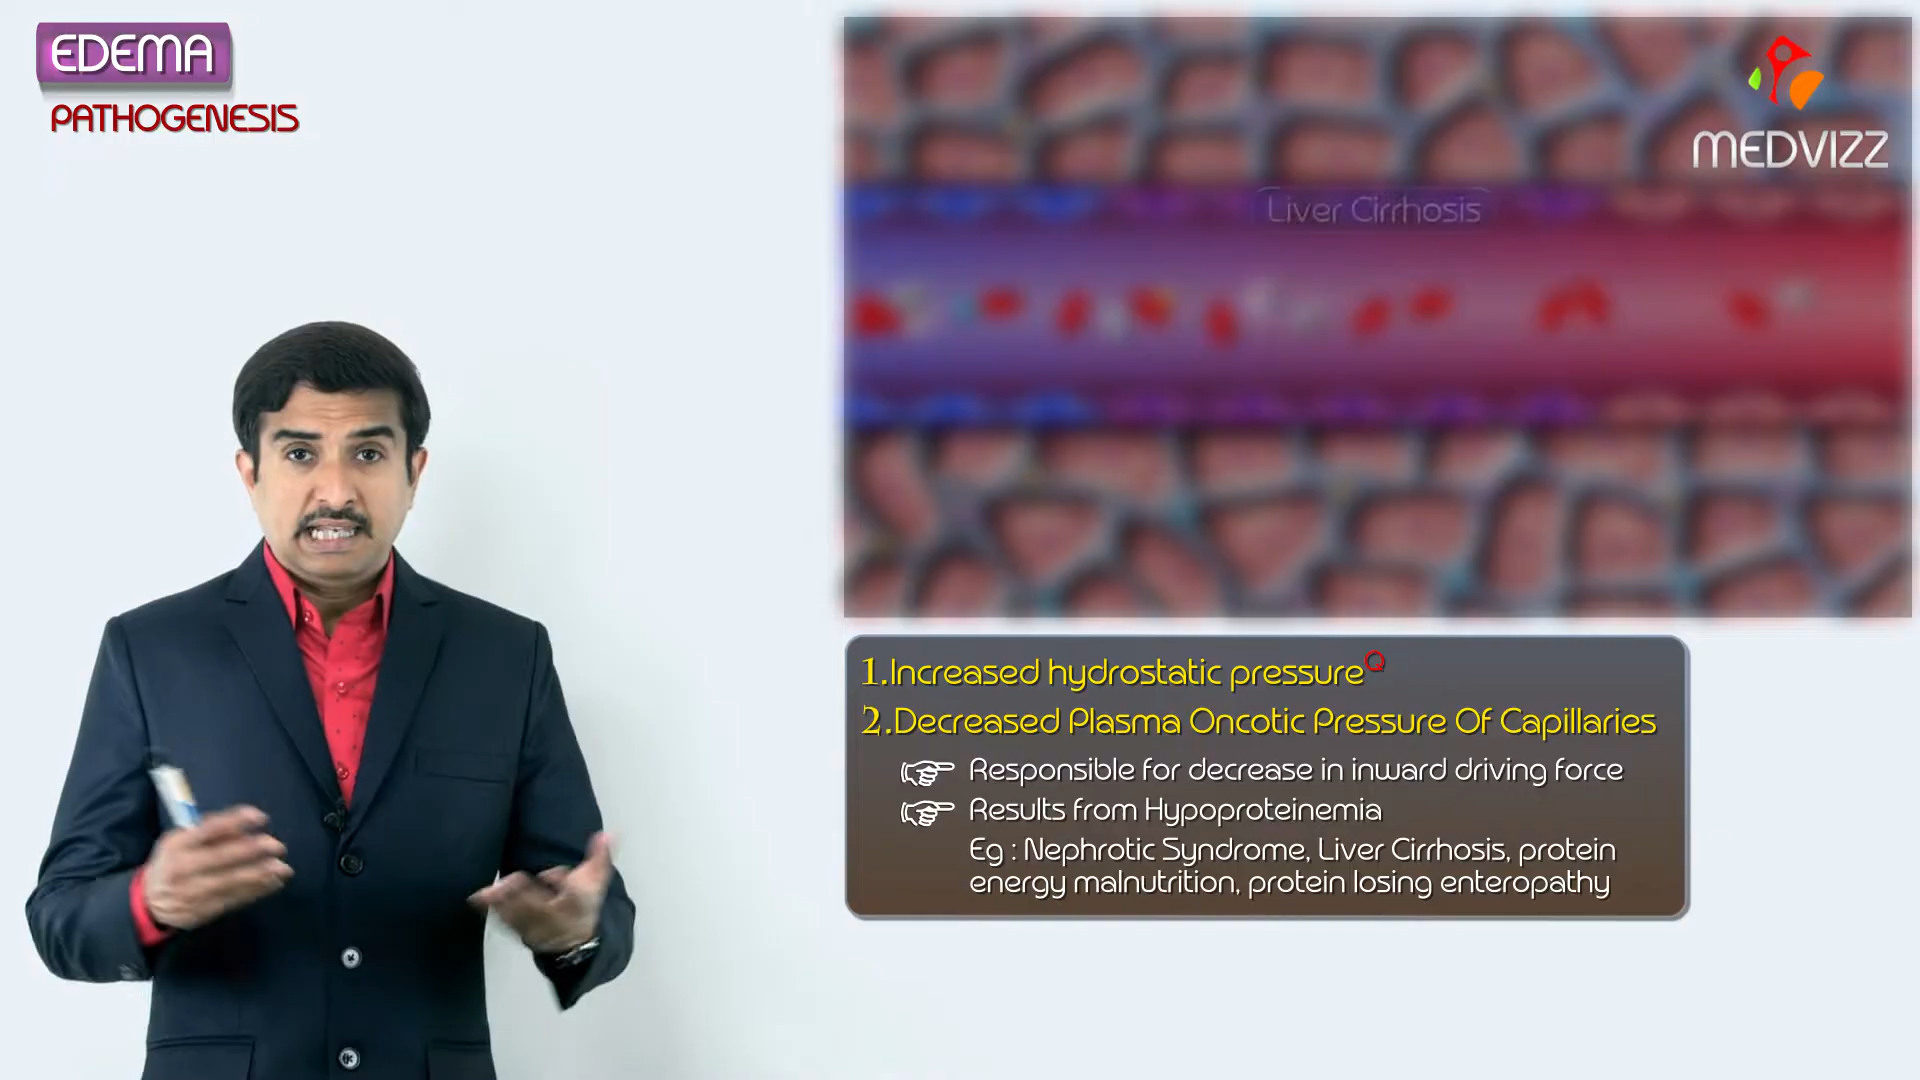 EDEMA
PATHOGENESIS
MEDVIZZ
Liver Cirrhosis
1.Increased hydrostatic pressureQ
2.Decreased Plasma Oncotic Pressure Of Capillaries
Responsible for decrease in inward driving force
Results from Hypoproteinemia
Eg : Nephrotic Syndrome, Liver Cirrhosis, protein
energy malnutrition, protein losing enteropathy